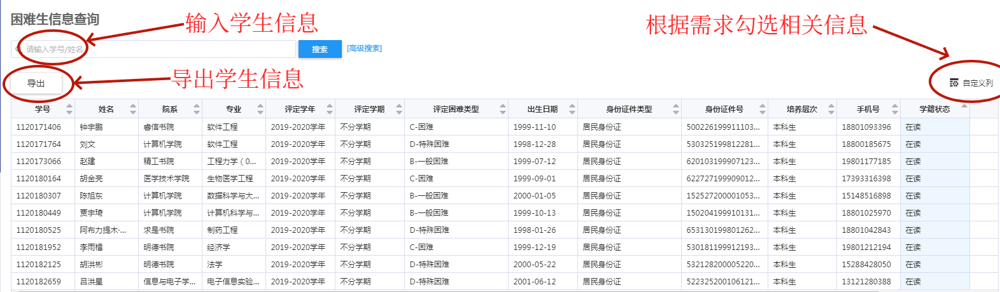 困难生信息查询
输入学生信息
根据需求勾选相关信息
请输入学号/姓名 搜索 [高级搜索]
导出 导出学生信息 自定义列
学号 姓名 院系 专业 评定学年 评定学期 评定困难类型 出生日期 身份证件类型 身份证件号 培养层次 手机号 学籍状态
1120171406 钟宇鹏 睿信书院 软件工程 2019-2020学年 不分学期 C-困难 1999-11-10 居民身份证 500226199911103... 本科生 18801093396 在读
1120171764 刘文 计算机学院 软件工程 2019-2020学年 不分学期 D-特殊困难 1998-12-28 居民身份证 530325199812281... 本科生 18800185675 在读
1120173066 赵建 精工书院 工程力学（0... 2019-2020学年 不分学期 B-一般困难 1999-07-12 居民身份证 620103199907123... 本科生 19801177185 在读
1120180164 胡金亮 医学技术学院 生物医学工程 2019-2020学年 不分学期 C-困难 1999-09-01 居民身份证 622727199909012... 本科生 17393316398 在读
1120180307 陈旭东 计算机学院 数据科学与大... 2019-2020学年 不分学期 B-一般困难 2000-01-05 居民身份证 152527200001053... 本科生 15148516898 在读
1120180449 贾宇琦 计算机学院 计算机科学与... 2019-2020学年 不分学期 B-一般困难 1999-10-13 居民身份证 150204199910131... 本科生 18801025970 在读
1120180525 阿布力提木·... 求是书院 制药工程 2019-2020学年 不分学期 D-特殊困难 1998-01-26 居民身份证 653130199801262... 本科生 18801042843 在读
1120181952 李雨橲 明德书院 经济学 2019-2020学年 不分学期 C-困难 1999-12-19 居民身份证 530181199912193... 本科生 19801212194 在读
1120182125 胡洪彬 明德书院 法学 2019-2020学年 不分学期 D-特殊困难 2000-05-22 居民身份证 532128200005220... 本科生 15288428050 在读
1120182659 吕洪星 信息与电子学... 电子信息实验... 2019-2020学年 不分学期 D-特殊困难 2001-06-12 居民身份证 522325200106121... 本科生 13121280388 在读